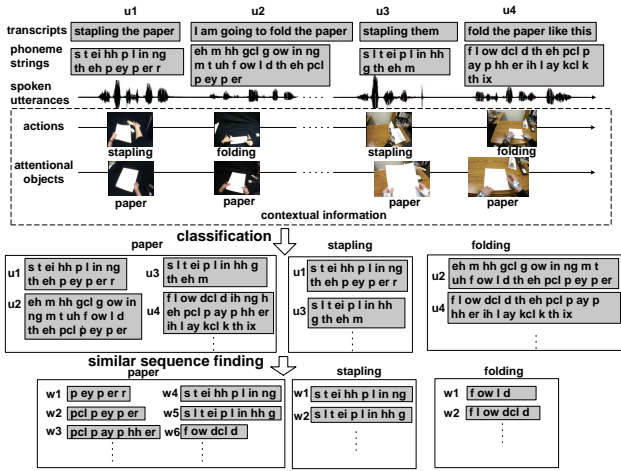 u1 u2 u3 u4
transcripts stapling the paper I am going to fold the paper stapling them fold the paper like this
phoneme strings
s t ei hh p l in ng
th eh p ey p er r
eh m hh gcl g ow in ng
m t uh f ow l d th eh pcl
p ey p er
s l t ei p l in hh
g th eh m
f l ow dcl d th eh pcl p
ay p hh er ih l ay kcl k
th ix
spoken utterances
actions
stapling folding stapling folding
attentional objects
paper paper paper paper
contextual information
classification
paper stapling folding
u1 s t ei hh p l in ng
th eh p ey p er r
u2 eh m hh gcl g ow in
ng m t uh f ow l d
th eh pcl p ey p er
u3 s l t ei p l in hh g
th eh m
u4 f l ow dcl d ih ng h
eh pcl p ay p hh er
ih l ay kcl k th ix
u1 s t ei hh p l in ng
th eh p ey p er r
u3 s l t ei p l in hh
g th eh m
u2 eh m hh gcl g ow in ng m t
uh f ow l d th eh pcl p ey p er
u4 f l ow dcl d th eh pcl p ay p
hh er ih l ay kcl k th ix
similar sequence finding
paper stapling folding
w1 p ey p er r
w2 pcl p ey p er
w3 pcl p ay p hh er
w4 s t ei hh p l in ng
w5 s l t ei p l in hh g
w6 f ow dcl d
w1 s t ei hh p l in ng
w2 s l t ei p l in hh g
w1 f ow l d
w2 f l ow dcl d